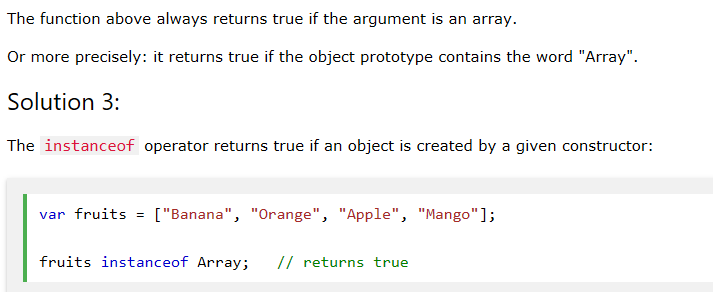 The function above always returns true if the argument is an array.
Or more precisely: it returns true if the object prototype contains the word "Array".
Solution 3:
The instanceof operator returns true if an object is created by a given constructor:
var fruits = ["Banana", "Orange", "Apple", "Mango"];
fruits instanceof Array;   // returns true